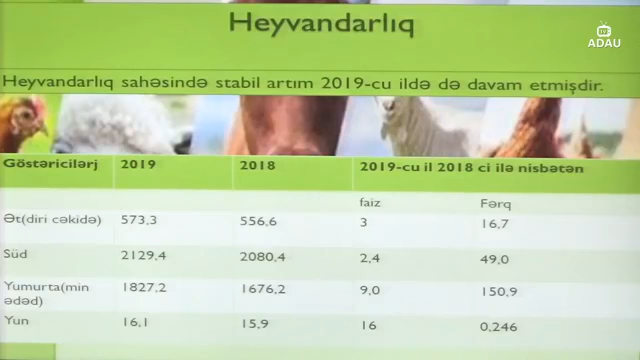 Heyvandarlıq
ADAU
Heyvandarlıq sahəsində stabil artım 2019-cu ildə də davam etmişdir.
Göstəricilərj 2019 2018 2019-cu il 2018 ci ilə nisbətən
faiz Fərq
Ət(diri cəkidə) 573,3 556,6 3 16,7
Süd 2129,4 2080,4 2,4 49,0
Yumurta(min 1827,2 1676,2 9,0 150,9
ədəd)
Yun 16,1 15,9 16 0,246